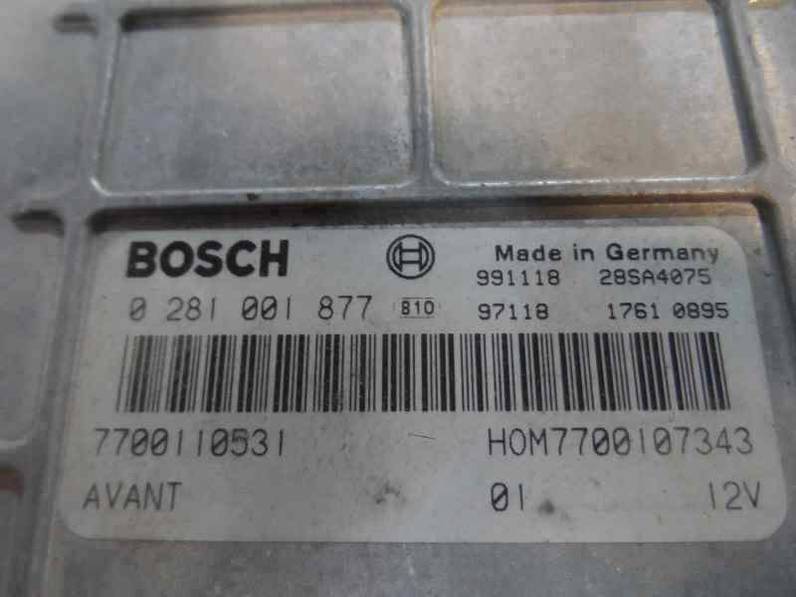 BOSCH Made in Germany
991118 28SA4075
0 281 001 877 810 97118 1761 0895
7700110531 HOM7700107343
AVANT 01 12V